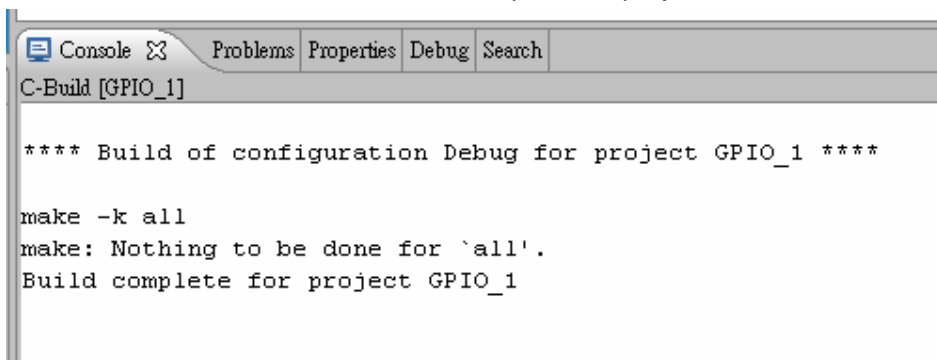 Console Problems Properties Debug Search
C-Build [GPIO_1]
**** Build of configuration Debug for project GPIO_1 ****
make -k all
make: Nothing to be done for `all'.
Build complete for project GPIO_1